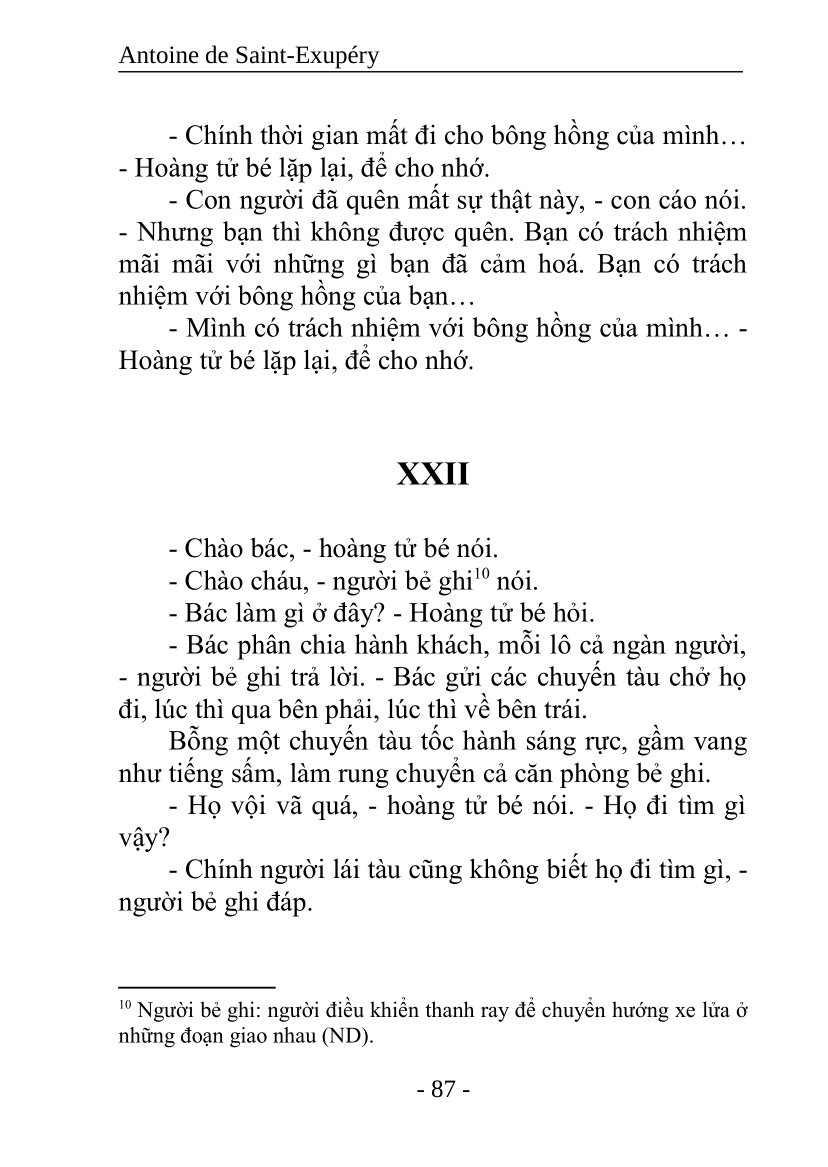 Antoine de Saint-Exupéry
- Chính thời gian mất đi cho bông hồng của mình…
- Hoàng tử bé lặp lại, để cho nhớ.
- Con người đã quên mất sự thật này, - con cáo nói.
- Nhưng bạn thì không được quên. Bạn có trách nhiệm
mãi mãi với những gì bạn đã cảm hoá. Bạn có trách
nhiệm với bông hồng của bạn…
- Mình có trách nhiệm với bông hồng của mình… -
Hoàng tử bé lặp lại, để cho nhớ.
XXII
- Chào bác, - hoàng tử bé nói.
- Chào cháu, - người bẻ ghi¹⁰ nói.
- Bác làm gì ở đây? - Hoàng tử bé hỏi.
- Bác phân chia hành khách, mỗi lô cả ngàn người,
- người bẻ ghi trả lời. - Bác gửi các chuyến tàu chở họ
đi, lúc thì qua bên phải, lúc thì về bên trái.
Bỗng một chuyến tàu tốc hành sáng rực, gầm vang
như tiếng sấm, làm rung chuyển cả căn phòng bẻ ghi.
- Họ vội vã quá, - hoàng tử bé nói. - Họ đi tìm gì
vậy?
- Chính người lái tàu cũng không biết họ đi tìm gì, -
người bẻ ghi đáp.
¹⁰ Người bẻ ghi: người điều khiển thanh ray để chuyển hướng xe lửa ở
những đoạn giao nhau (ND).
- 87 -